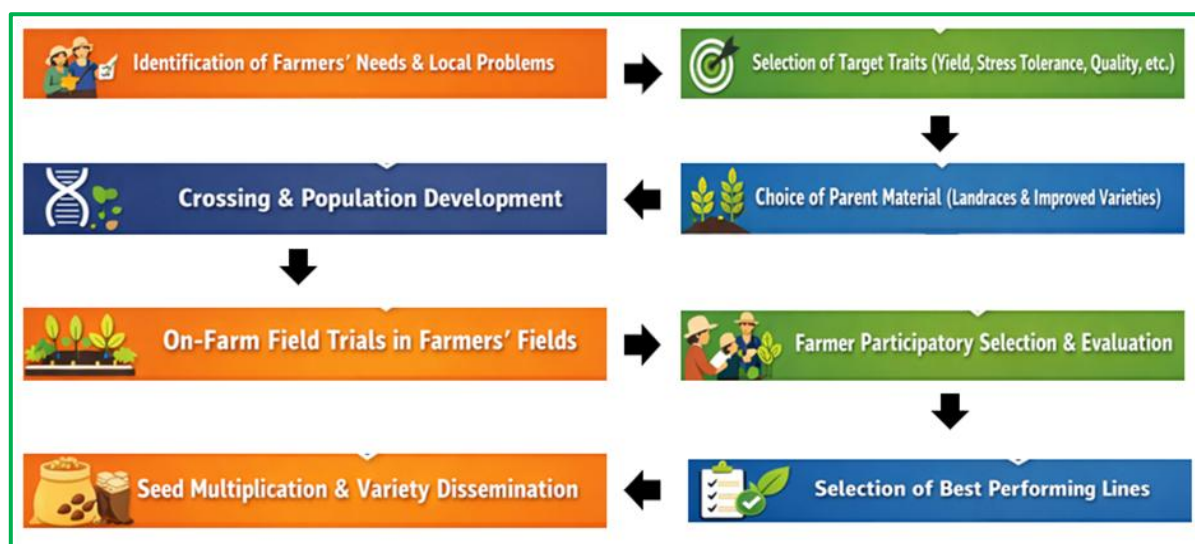 Identification of Farmers' Needs & Local Problems
Selection of Target Traits (Yield, Stress Tolerance, Quality, etc.)
Choice of Parent Material (Landraces & Improved Varieties)
Crossing & Population Development
On-Farm Field Trials in Farmers' Fields
Farmer Participatory Selection & Evaluation
Selection of Best Performing Lines
Seed Multiplication & Variety Dissemination